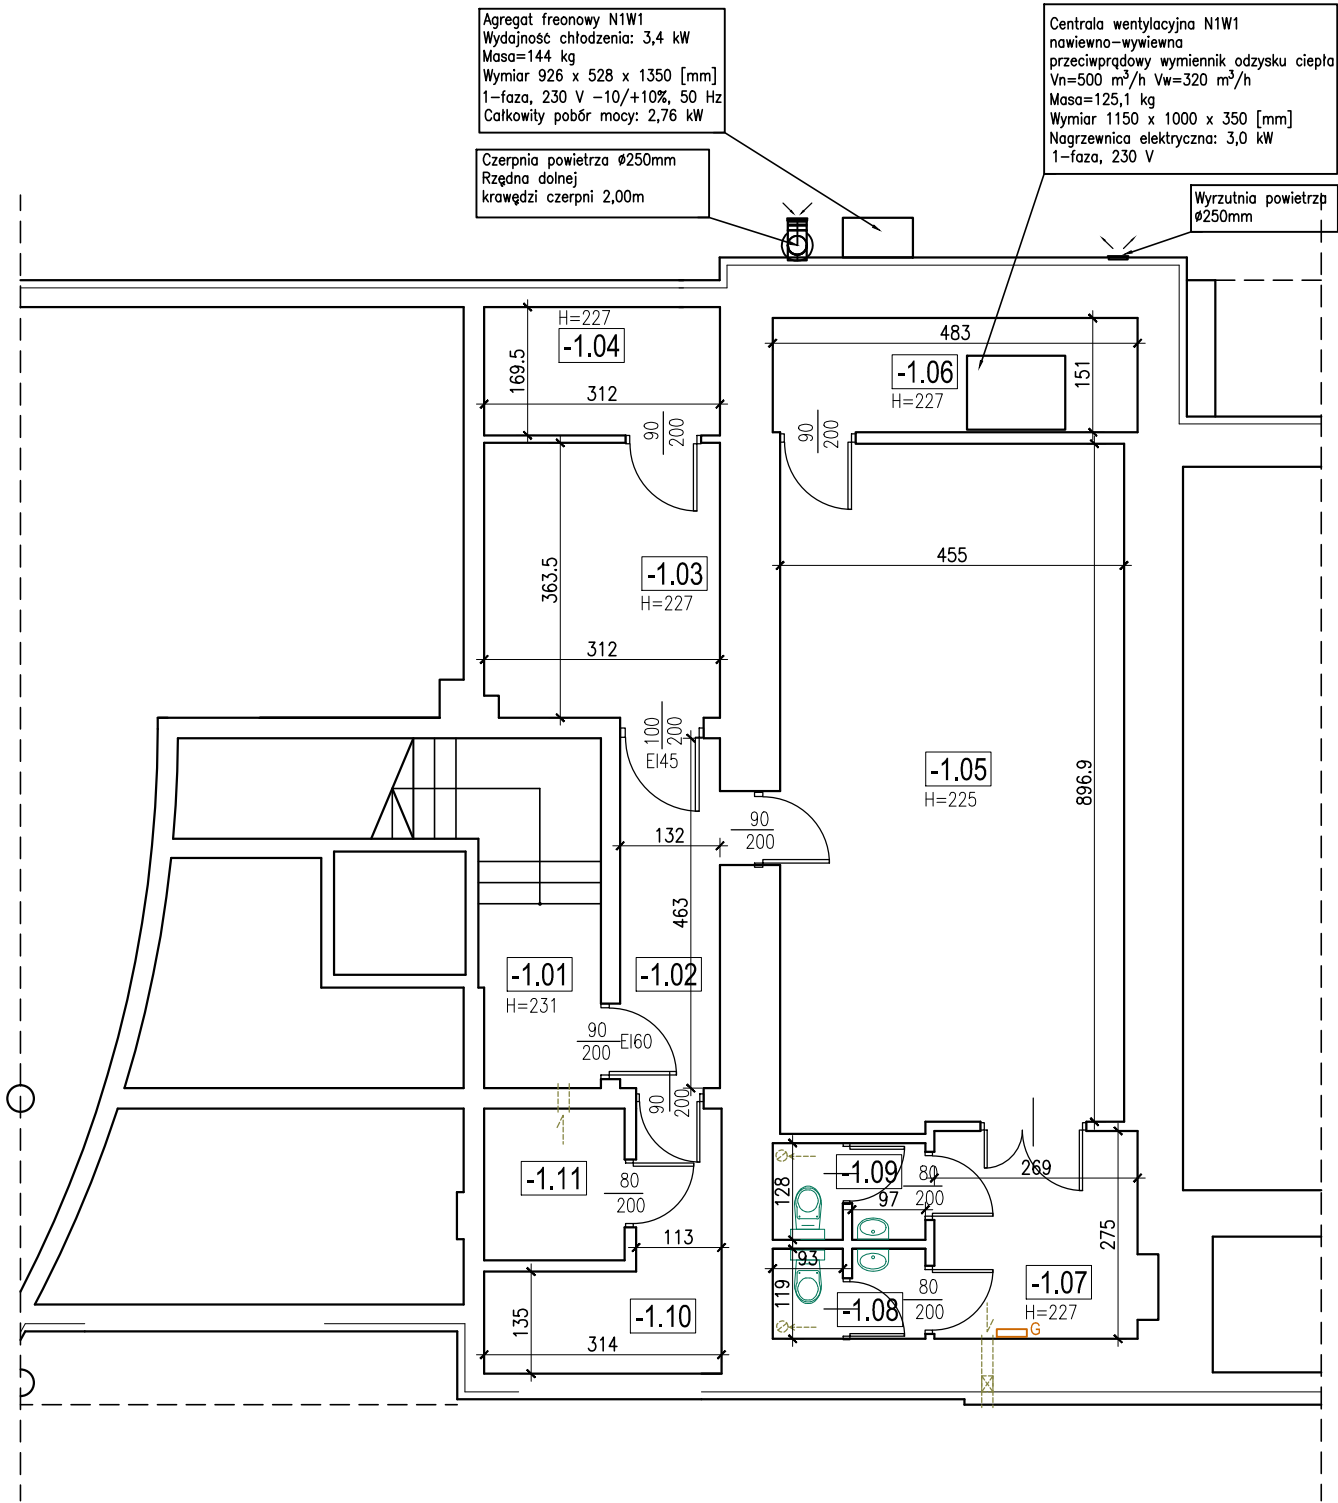 Agregat freonowy N1W1
Wydajność chłodzenia: 3,4 kW
Masa=144 kg
Wymiar 926 x 528 x 1350 [mm]
1-faza, 230 V -10/+10%, 50 Hz
Całkowity pobór mocy: 2,76 kW
Centrala wentylacyjna N1W1
nawiewno-wywiewna
przeciwprądowy wymiennik odzysku ciepła
Vn=500 m³/h Vw=320 m³/h
Masa=125,1 kg
Wymiar 1150 x 1000 x 350 [mm]
Nagrzewnica elektryczna: 3,0 kW
1-faza, 230 V
Czerpnia powietrza ø250mm
Rzędna dolnej
krawędzi czerpni 2,00m
Wyrzutnia powietrza
ø250mm
H=227
-1.04
169.5
312
90
200
483
-1.06
H=227
151
90
200
363.5
-1.03
H=227
312
100
200
EI45
455
-1.05
H=225
896.9
132
90
200
463
-1.01
H=231
-1.02
90
200
EI60
90
200
-1.11
80
200
113
135
-1.10
314
128
-1.09
80
200
97
269
275
93
119
-1.08
80
200
-1.07
H=227
G